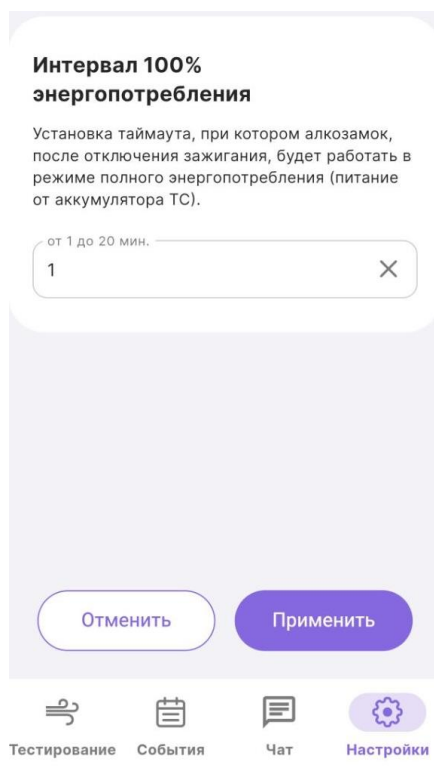 Интервал 100%
энергопотребления
Установка таймаута, при котором алкозамок,
после отключения зажигания, будет работать в
режиме полного энергопотребления (питание
от аккумулятора ТС).
от 1 до 20 мин.
1
Отменить
Применить
Тестирование
События
Чат
Настройки